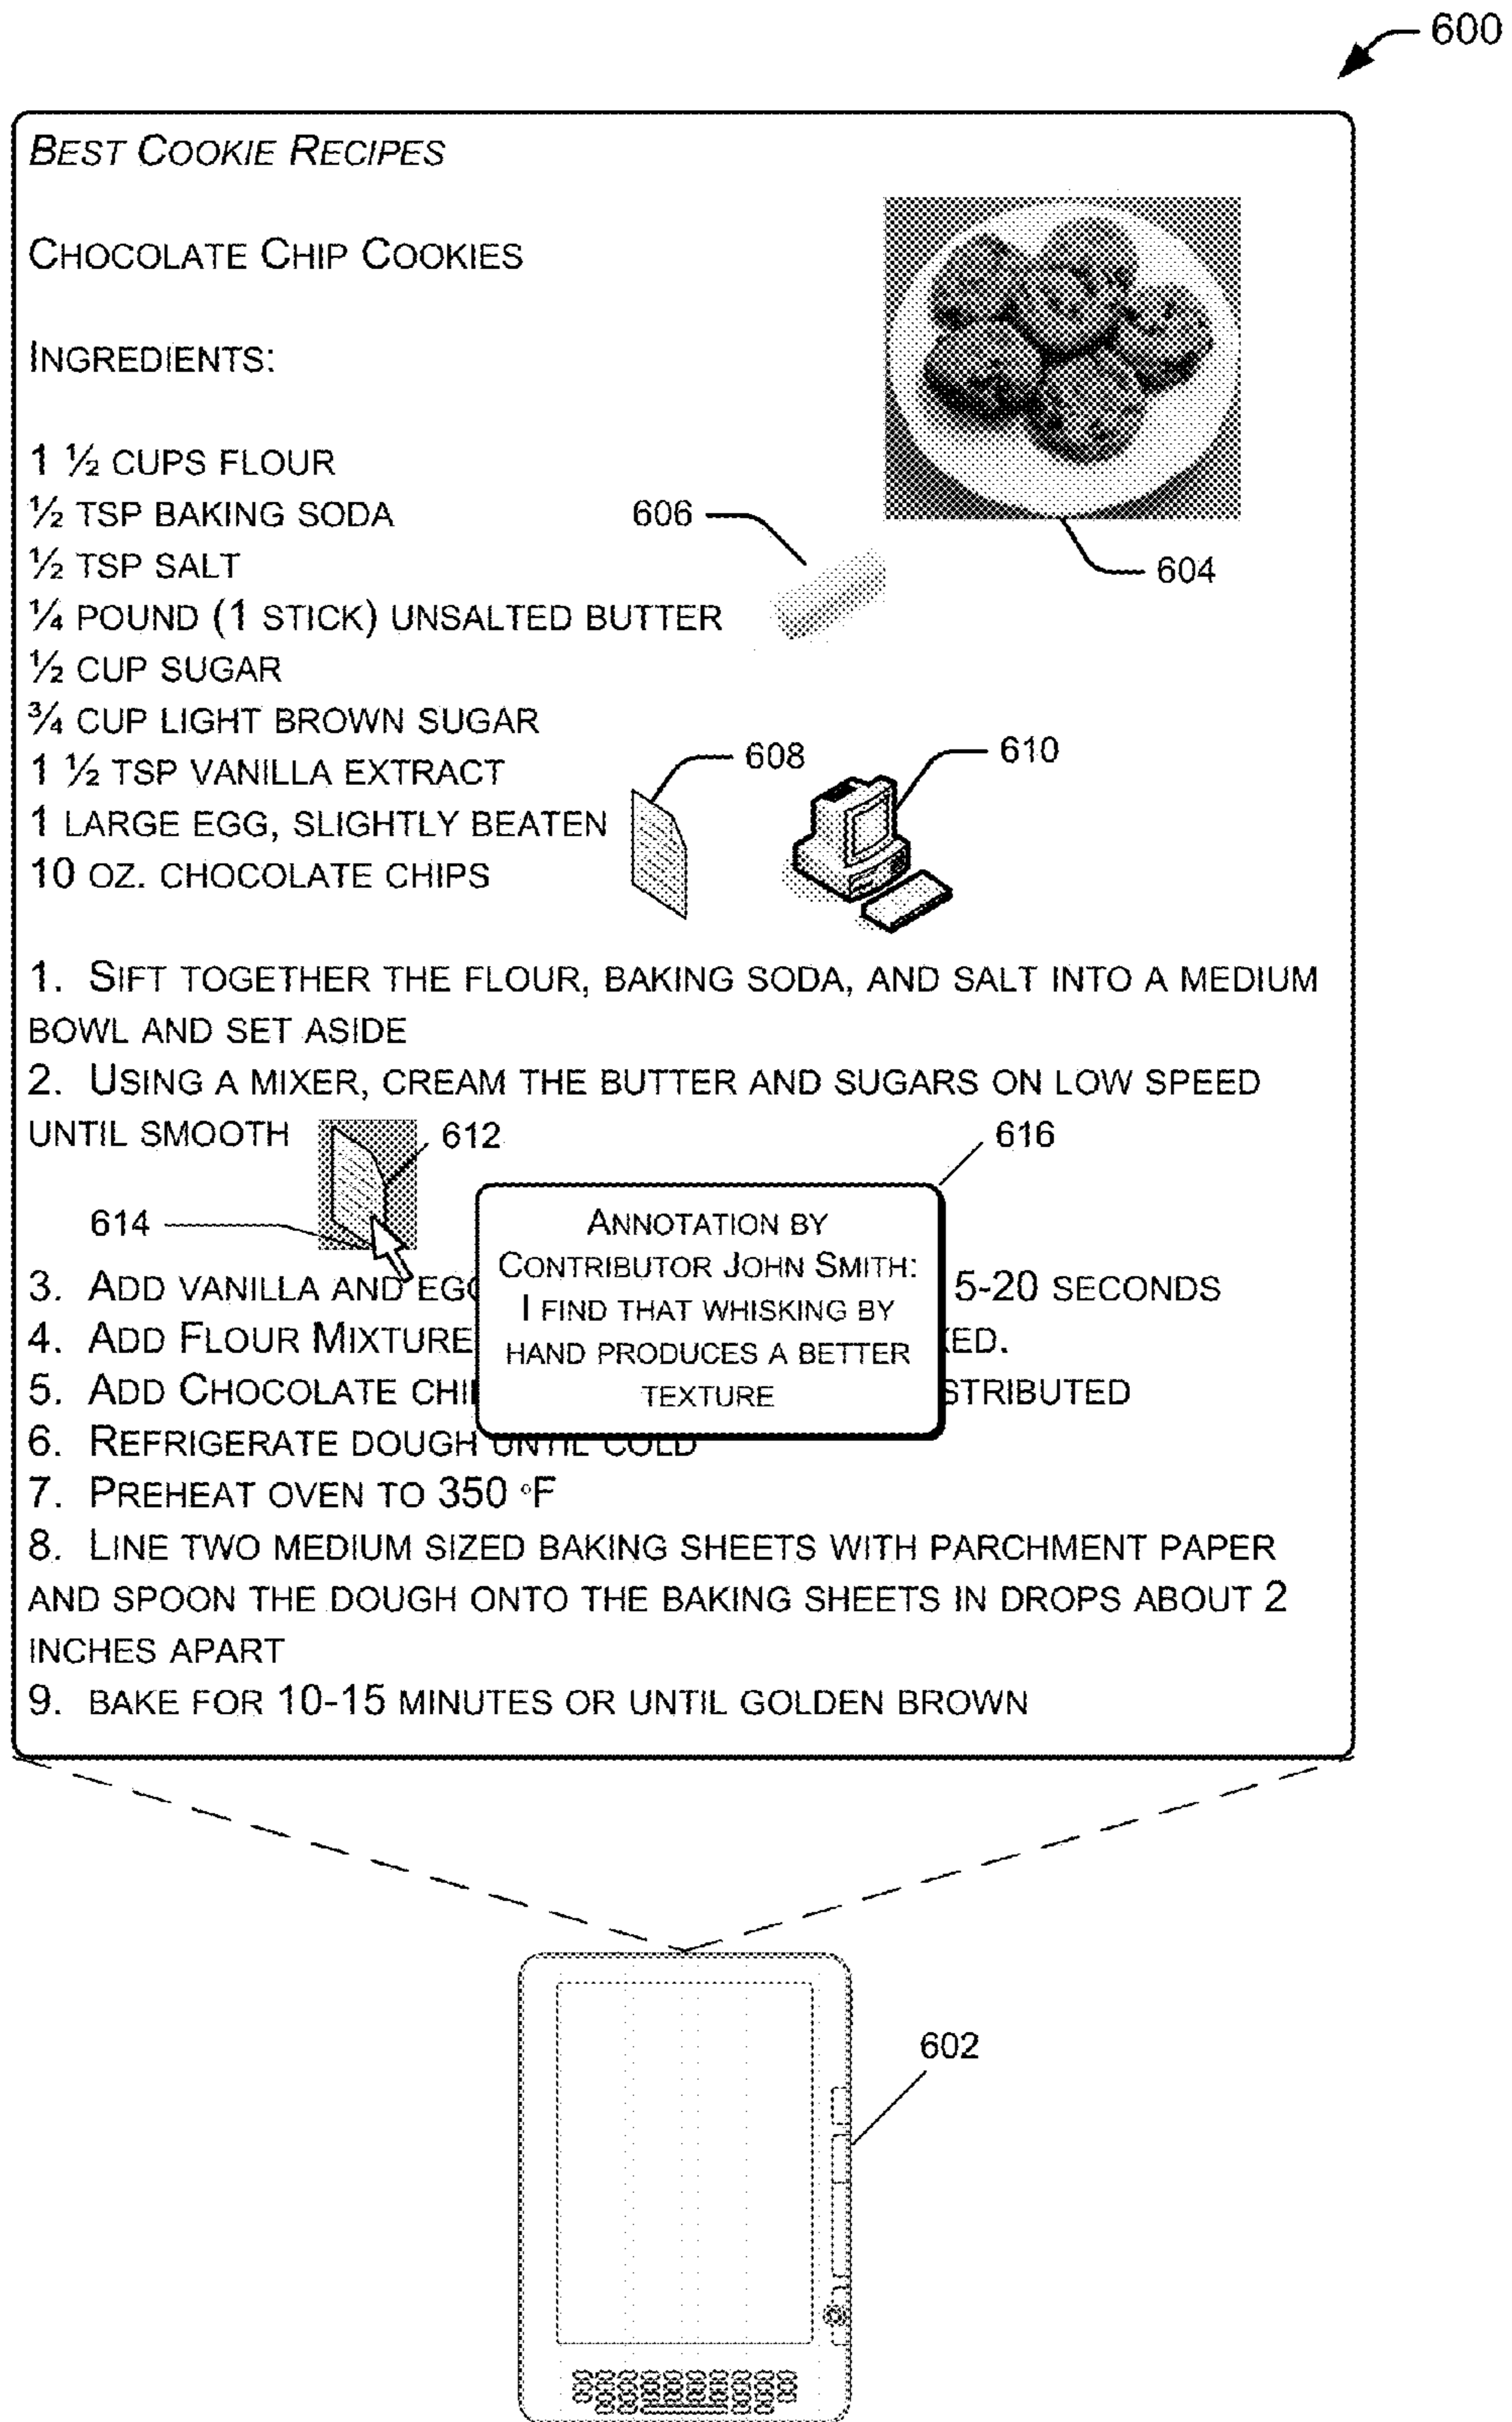 600
BEST COOKIE RECIPES
CHOCOLATE CHIP COOKIES
INGREDIENTS:
1 ½ CUPS FLOUR
½ TSP BAKING SODA
606
½ TSP SALT
604
¼ POUND (1 STICK) UNSALTED BUTTER
½ CUP SUGAR
¾ CUP LIGHT BROWN SUGAR
608
610
1 ½ TSP VANILLA EXTRACT
1 LARGE EGG, SLIGHTLY BEATEN
10 OZ. CHOCOLATE CHIPS
1. SIFT TOGETHER THE FLOUR, BAKING SODA, AND SALT INTO A MEDIUM
BOWL AND SET ASIDE
2. USING A MIXER, CREAM THE BUTTER AND SUGARS ON LOW SPEED
UNTIL SMOOTH
612
616
614
ANNOTATION BY
CONTRIBUTOR JOHN SMITH:
I FIND THAT WHISKING BY
HAND PRODUCES A BETTER
TEXTURE
3. ADD VANILLA AND 5-20 SECONDS
4. ADD FLOUR MIXTURE
5. ADD CHOCOLATE
6. REFRIGERATE DOUGH UNTIL COLD
7. PREHEAT OVEN TO 350 °F
8. LINE TWO MEDIUM SIZED BAKING SHEETS WITH PARCHMENT PAPER
AND SPOON THE DOUGH ONTO THE BAKING SHEETS IN DROPS ABOUT 2
INCHES APART
9. BAKE FOR 10-15 MINUTES OR UNTIL GOLDEN BROWN
602